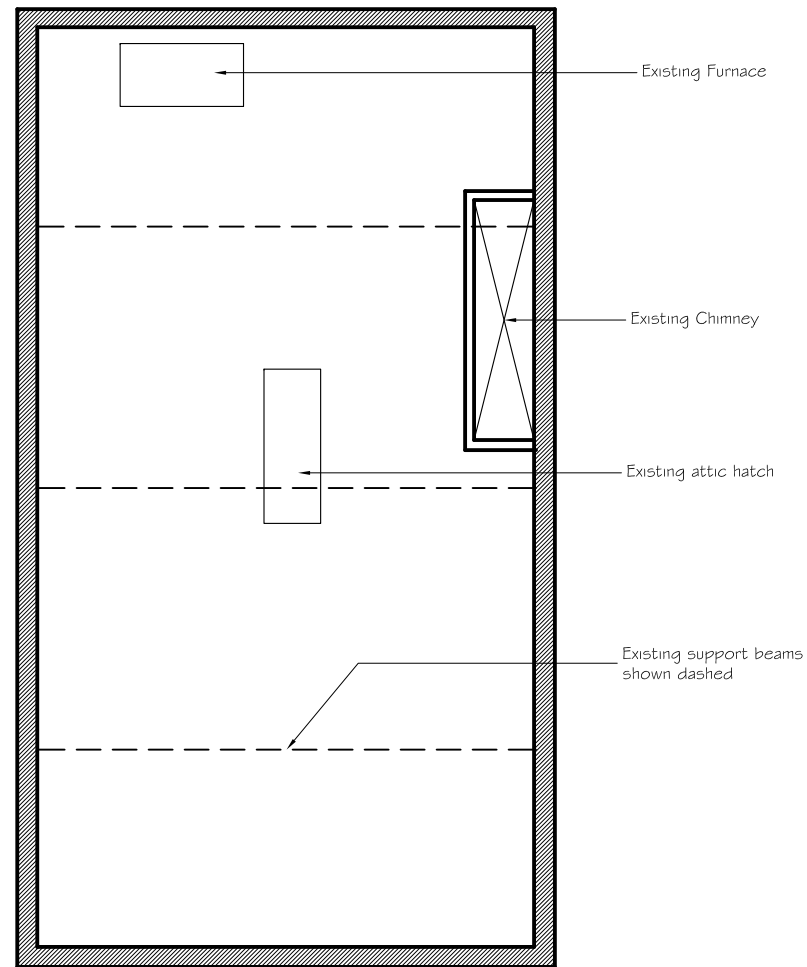 Existing Furnace
Existing Chimney
Existing attic hatch
Existing support beams
shown dashed